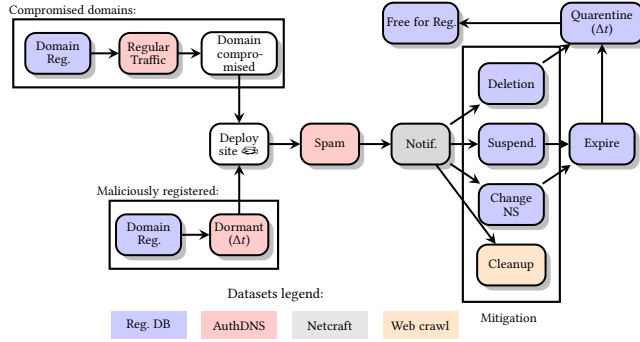 Compromised domains:
Domain
Reg.
Regular
Traffic
Domain
compro-
mised
Free for Reg.
Quarentine
(Δt)
Deletion
Deploy
site
Spam
Notif.
Suspend.
Expire
Maliciously registered:
Domain
Reg.
Dormant
(Δt)
Change
NS
Cleanup
Mitigation
Datasets legend:
Reg. DB
AuthDNS
Netcraft
Web crawl